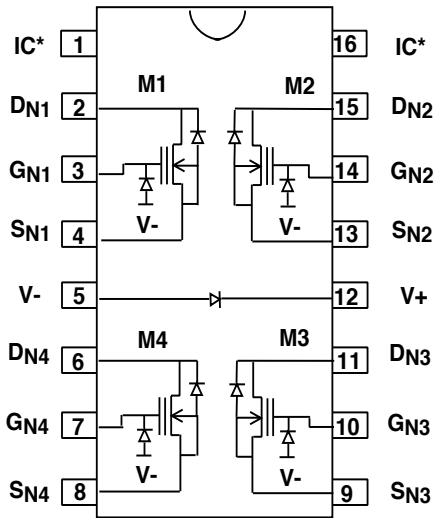 IC* 1 16 IC*
M1 M2
DN1 2 15 DN2
GN1 3 14 GN2
V- V-
SN1 4 13 SN2
V- 5 12 V+
M4 M3
DN4 6 11 DN3
GN4 7 10 GN3
V- V-
SN4 8 9 SN3